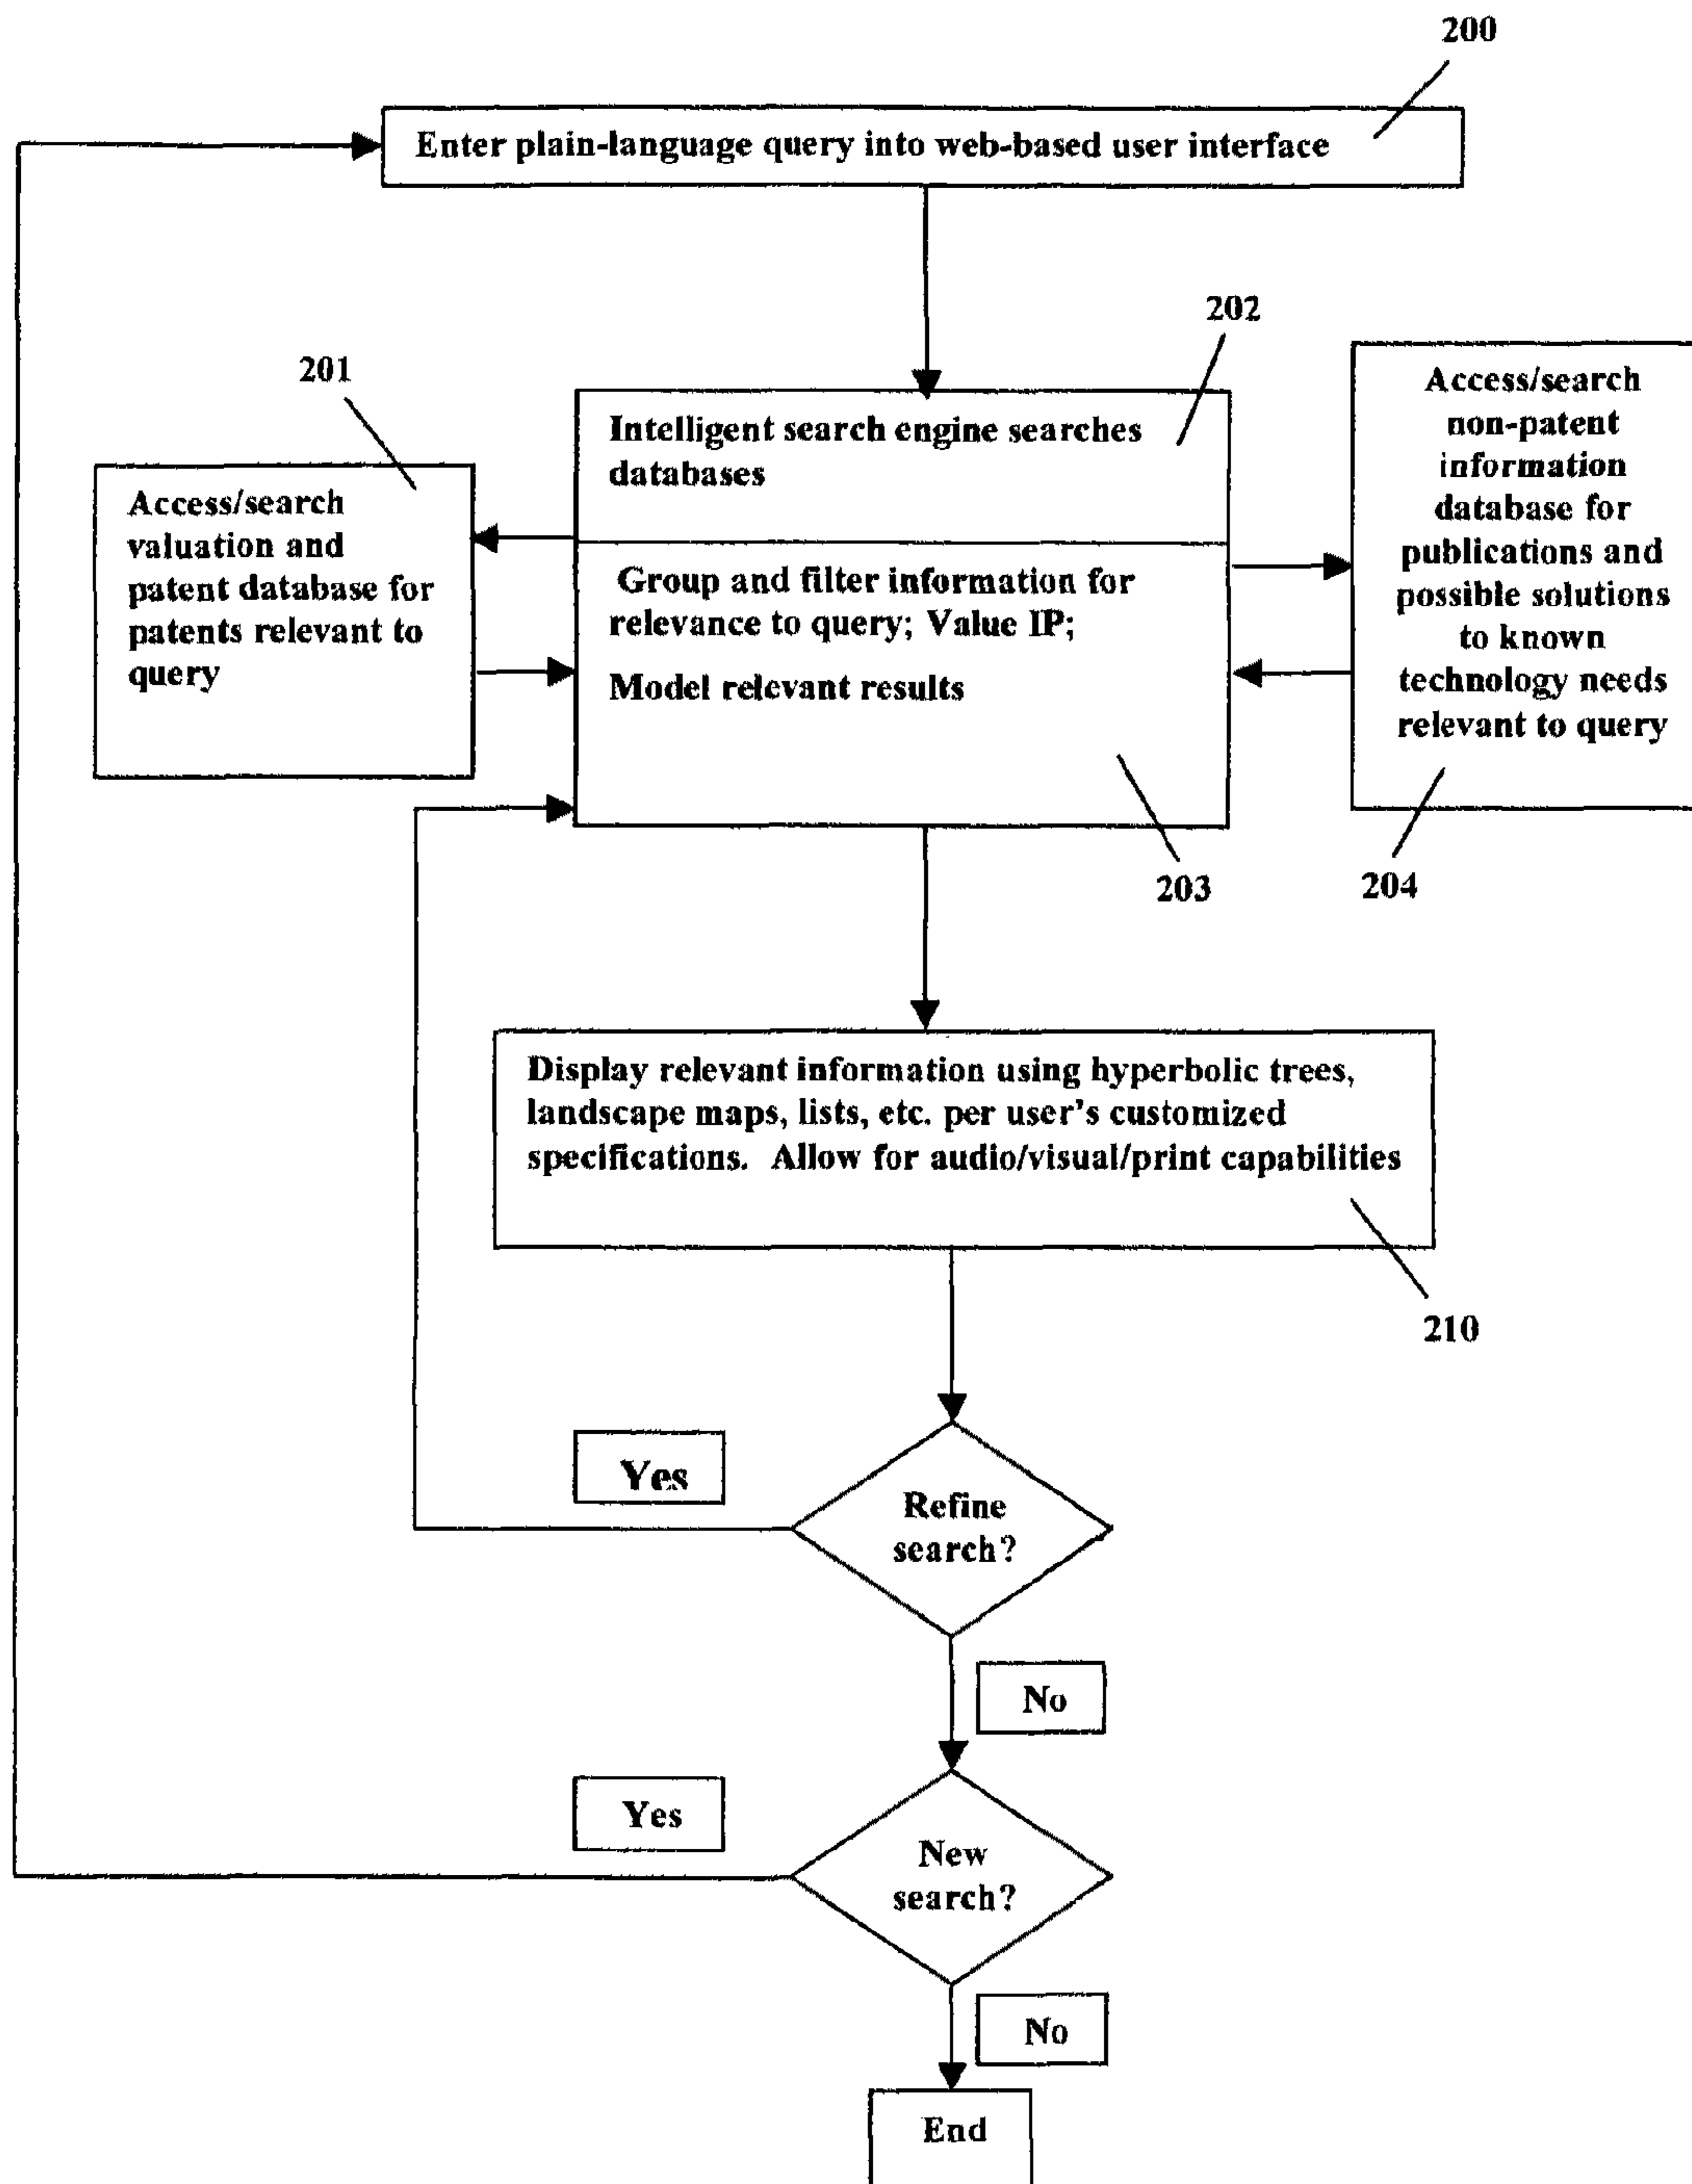 200
Enter plain-language query into web-based user interface
202
201
Intelligent search engine searches
databases
Access/search
valuation and
patent database for
patents relevant to
query
Group and filter information for
relevance to query; Value IP;
Model relevant results
Access/search
non-patent
information
database for
publications and
possible solutions
to known
technology needs
relevant to query
203
204
Display relevant information using hyperbolic trees,
landscape maps, lists, etc. per user's customized
specifications. Allow for audio/visual/print capabilities
210
Yes
Refine
search?
No
Yes
New
search?
No
End